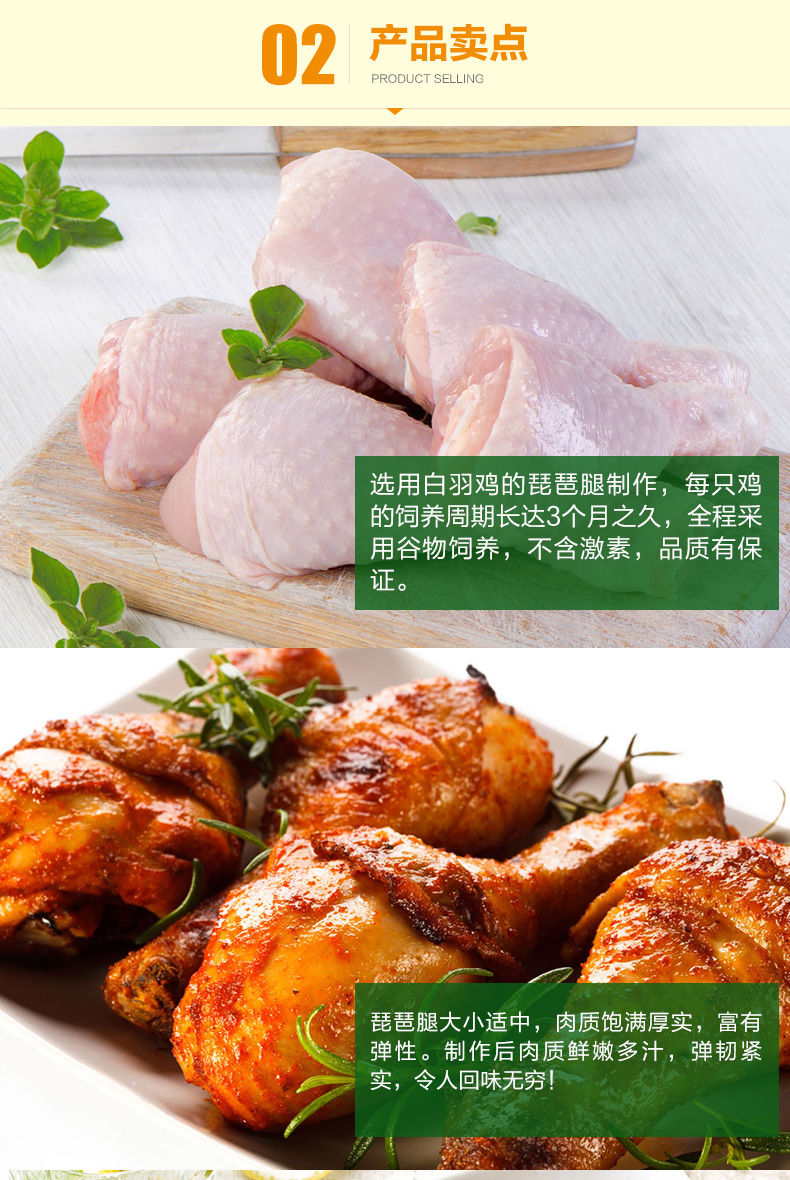 02
产品卖点
PRODUCT SELLING
选用白羽鸡的琵琶腿制作，每只鸡
的饲养周期长达3个月之久，全程采
用谷物饲养，不含激素，品质有保
证。
琵琶腿大小适中，肉质饱满厚实，富有
弹性。制作后肉质鲜嫩多汁，弹韧紧
实，令人回味无穷！